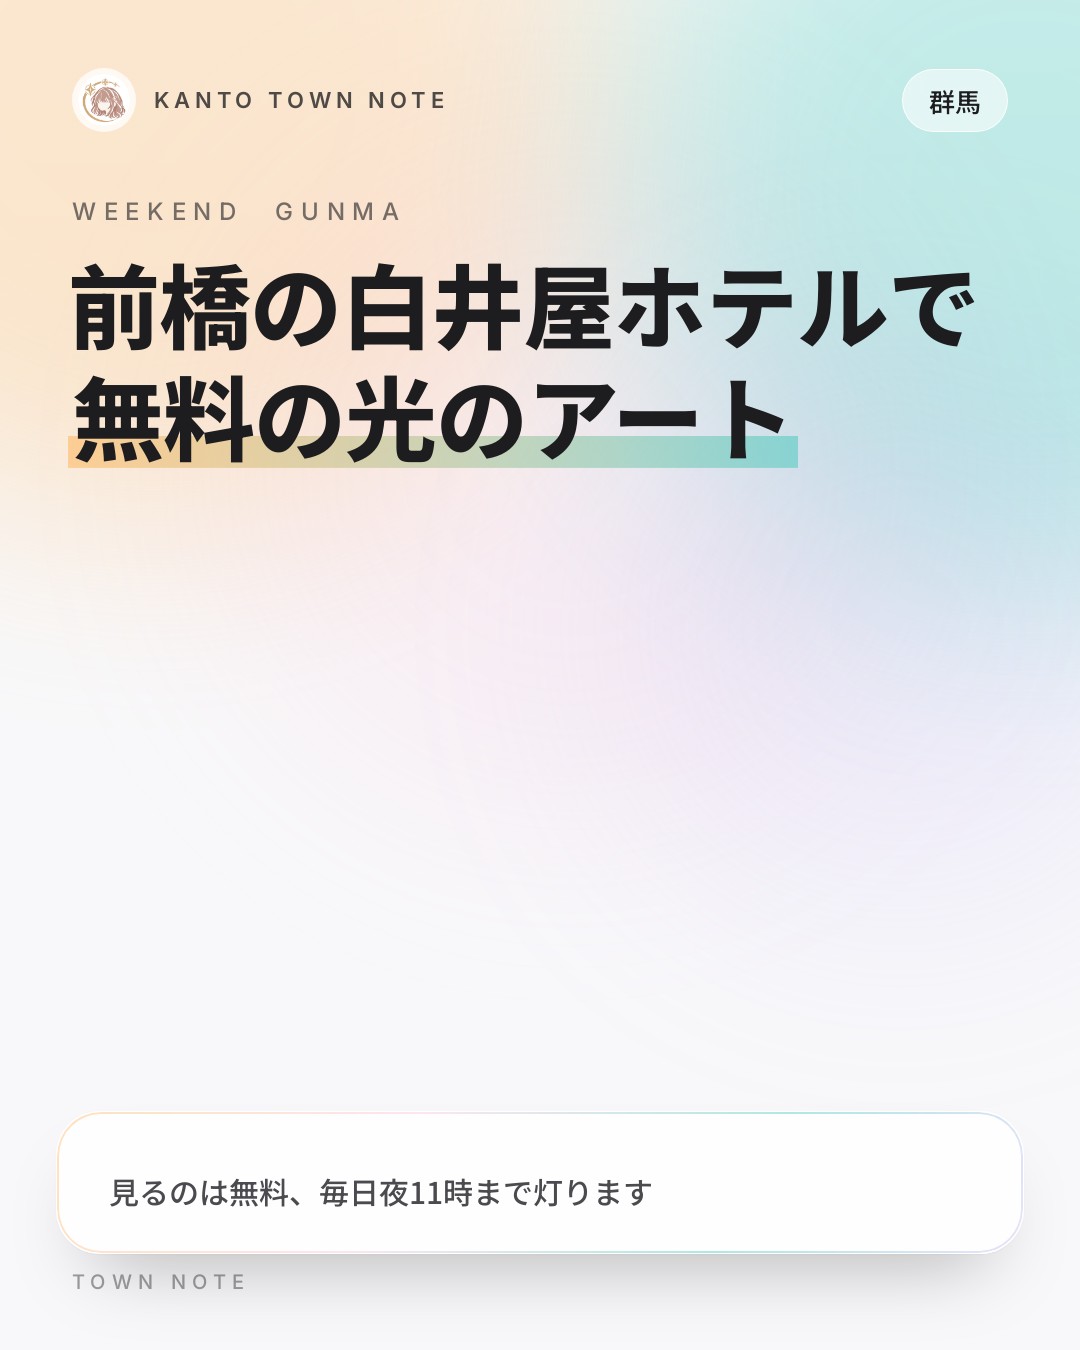 KANTO TOWN NOTE
群馬
WEEKEND GUNMA
前橋の白井屋ホテルで
無料の光のアート
見るのは無料、毎日夜11時まで灯ります
TOWN NOTE